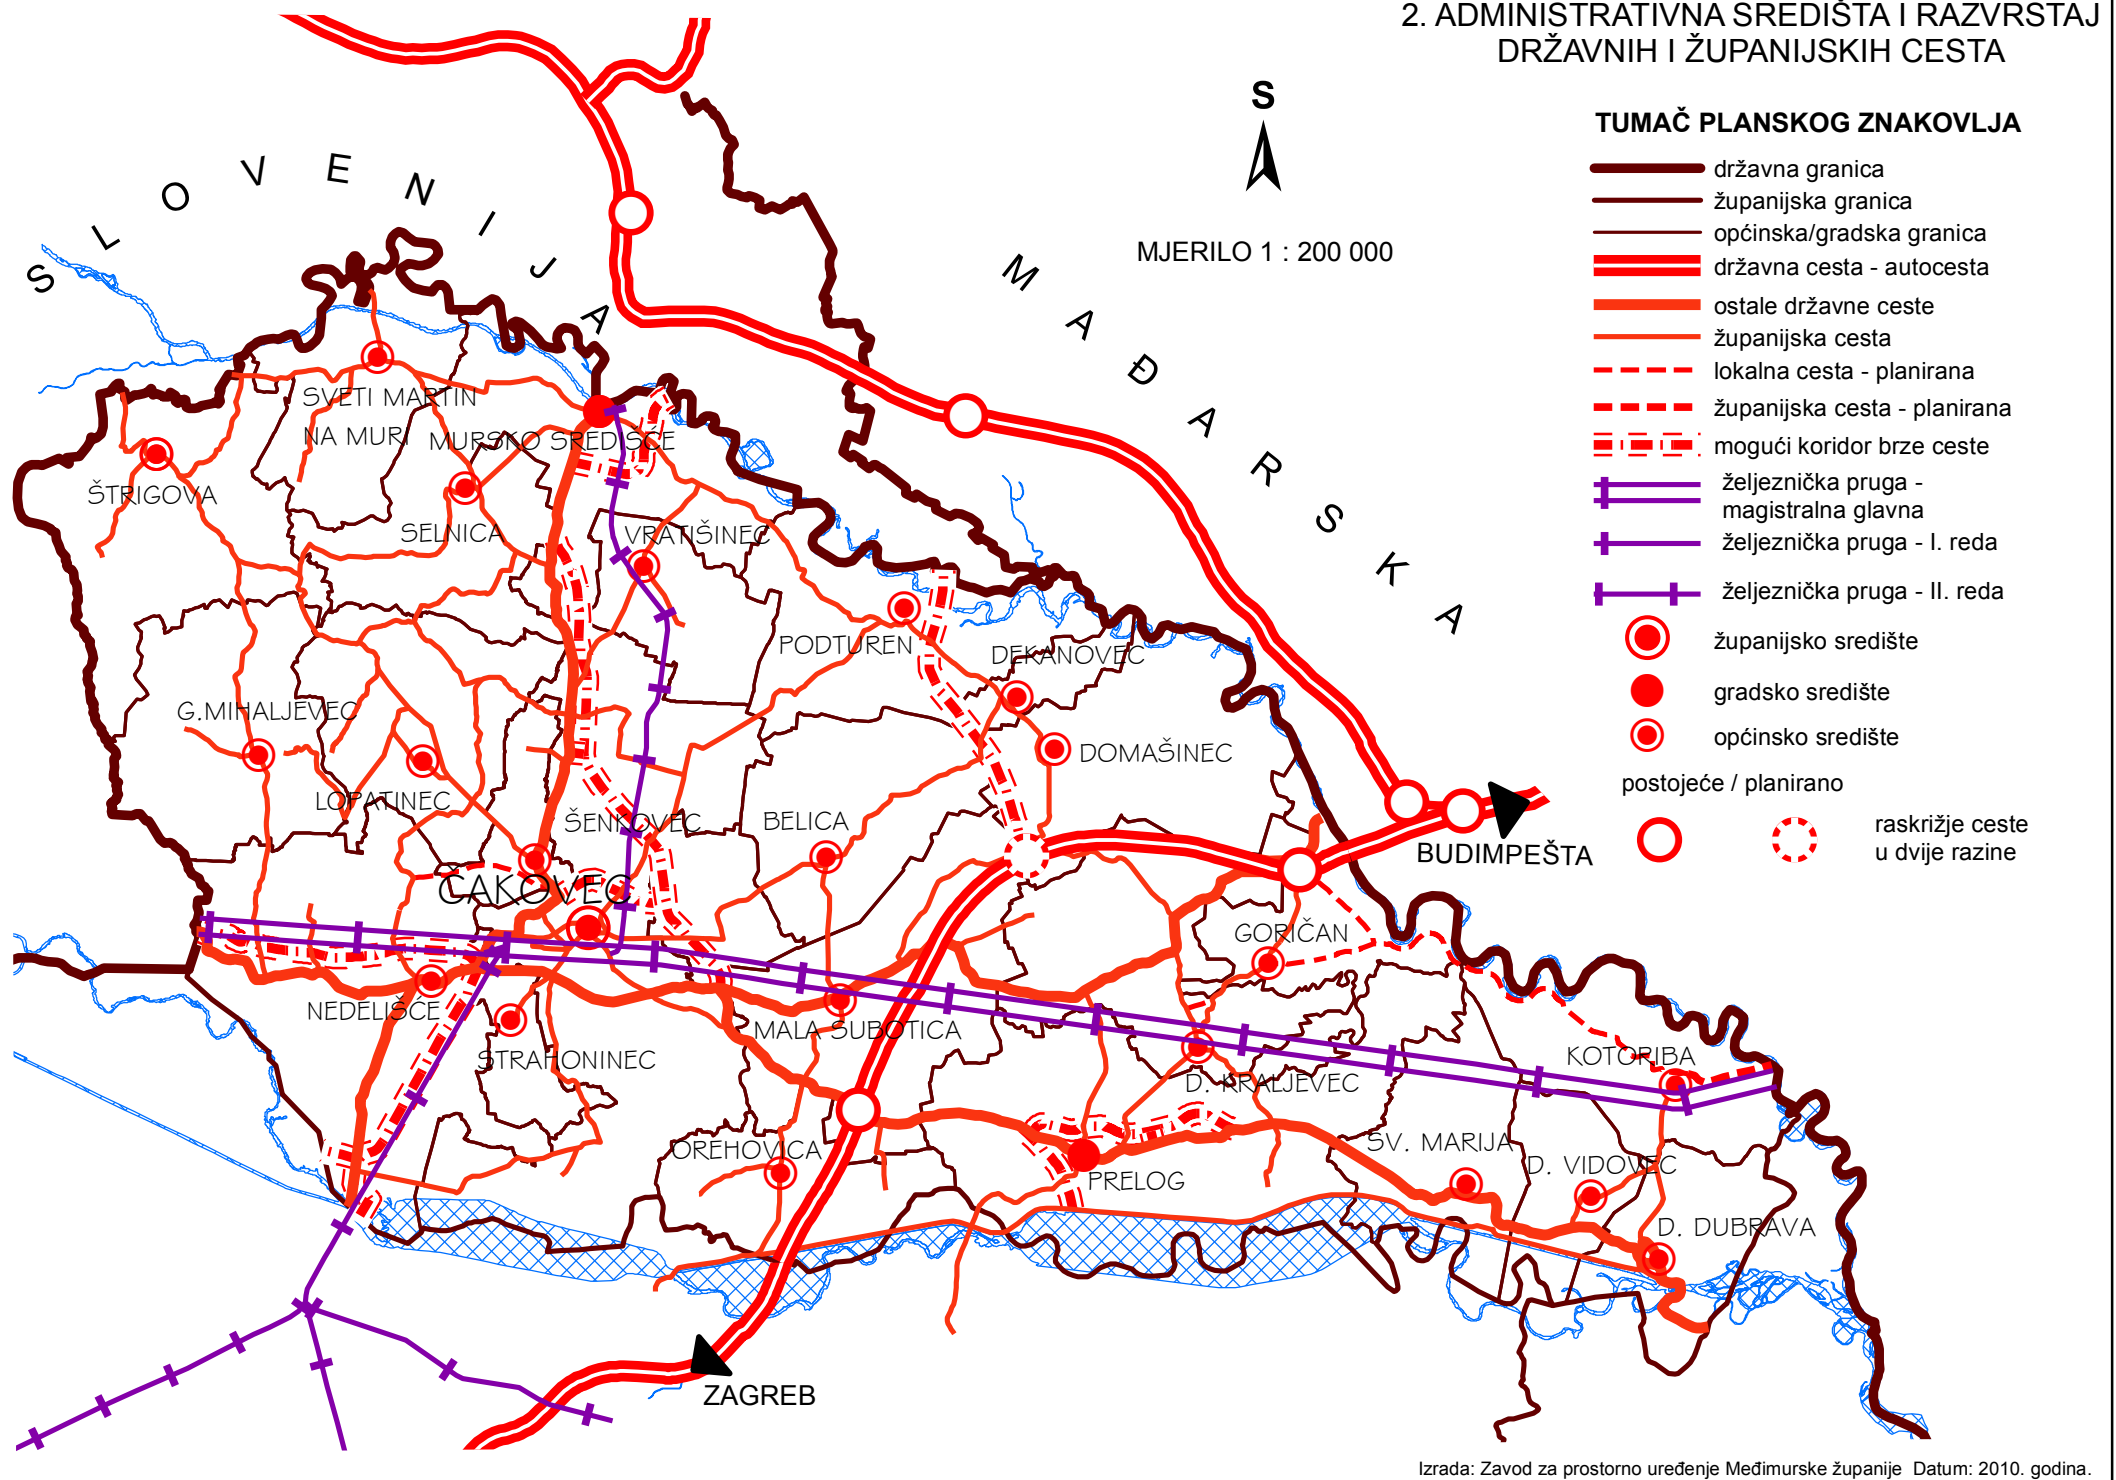 2. ADMINISTRATIVNA SREDIŠTA I RAZVRSTAJ
DRŽAVNIH I ŽUPANIJSKIH CESTA
S
MJERILO 1 : 200 000
TUMAČ PLANSKOG ZNAKOVLJA
državna granica
županijska granica
općinska/gradska granica
državna cesta - autocesta
ostale državne ceste
županijska cesta
lokalna cesta - planirana
županijska cesta - planirana
mogući koridor brze ceste
željeznička pruga -
magistralna glavna
željeznička pruga - I. reda
željeznička pruga - II. reda
županijsko središte
gradsko središte
općinsko središte
postojeće / planirano
raskrižje ceste
u dvije razine
SLOVENIJA
MAĐARSKA
SVETI MARTIN
NA MURI
MURSKO SREDIŠĆE
ŠTRIGOVA
SELNICA
VRATIŠINEC
PODTUREN
DEKANOVEC
G.MIHALJEVEC
DOMAŠINEC
LOPATINEC
ŠENKOVEC
BELICA
BUDIMPEŠTA
ČAKOVEC
GORIČAN
NEDELIŠĆE
MALA SUBOTICA
STRAHONINEC
KOTORIBA
D. KRALJEVEC
OREHOVICA
SV. MARIJA
D. VIDOVEC
PRELOG
D. DUBRAVA
ZAGREB
Izrada: Zavod za prostorno uređenje Međimurske županije Datum: 2010. godina.